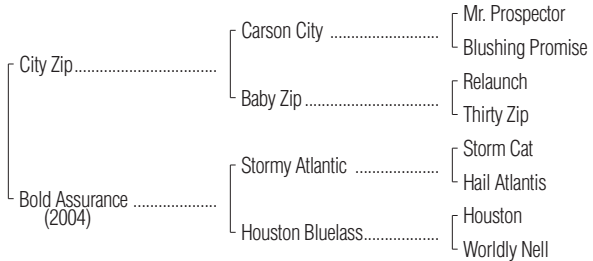 Mr. Prospector
Carson City ....................
Blushing Promise
City Zip..........................
Relaunch
Baby Zip.........................
Thirty Zip
Storm Cat
Stormy Atlantic ...............
Hail Atlantis
Bold Assurance ...............
(2004)
Houston
Houston Bluelass..............
Worldly Nell